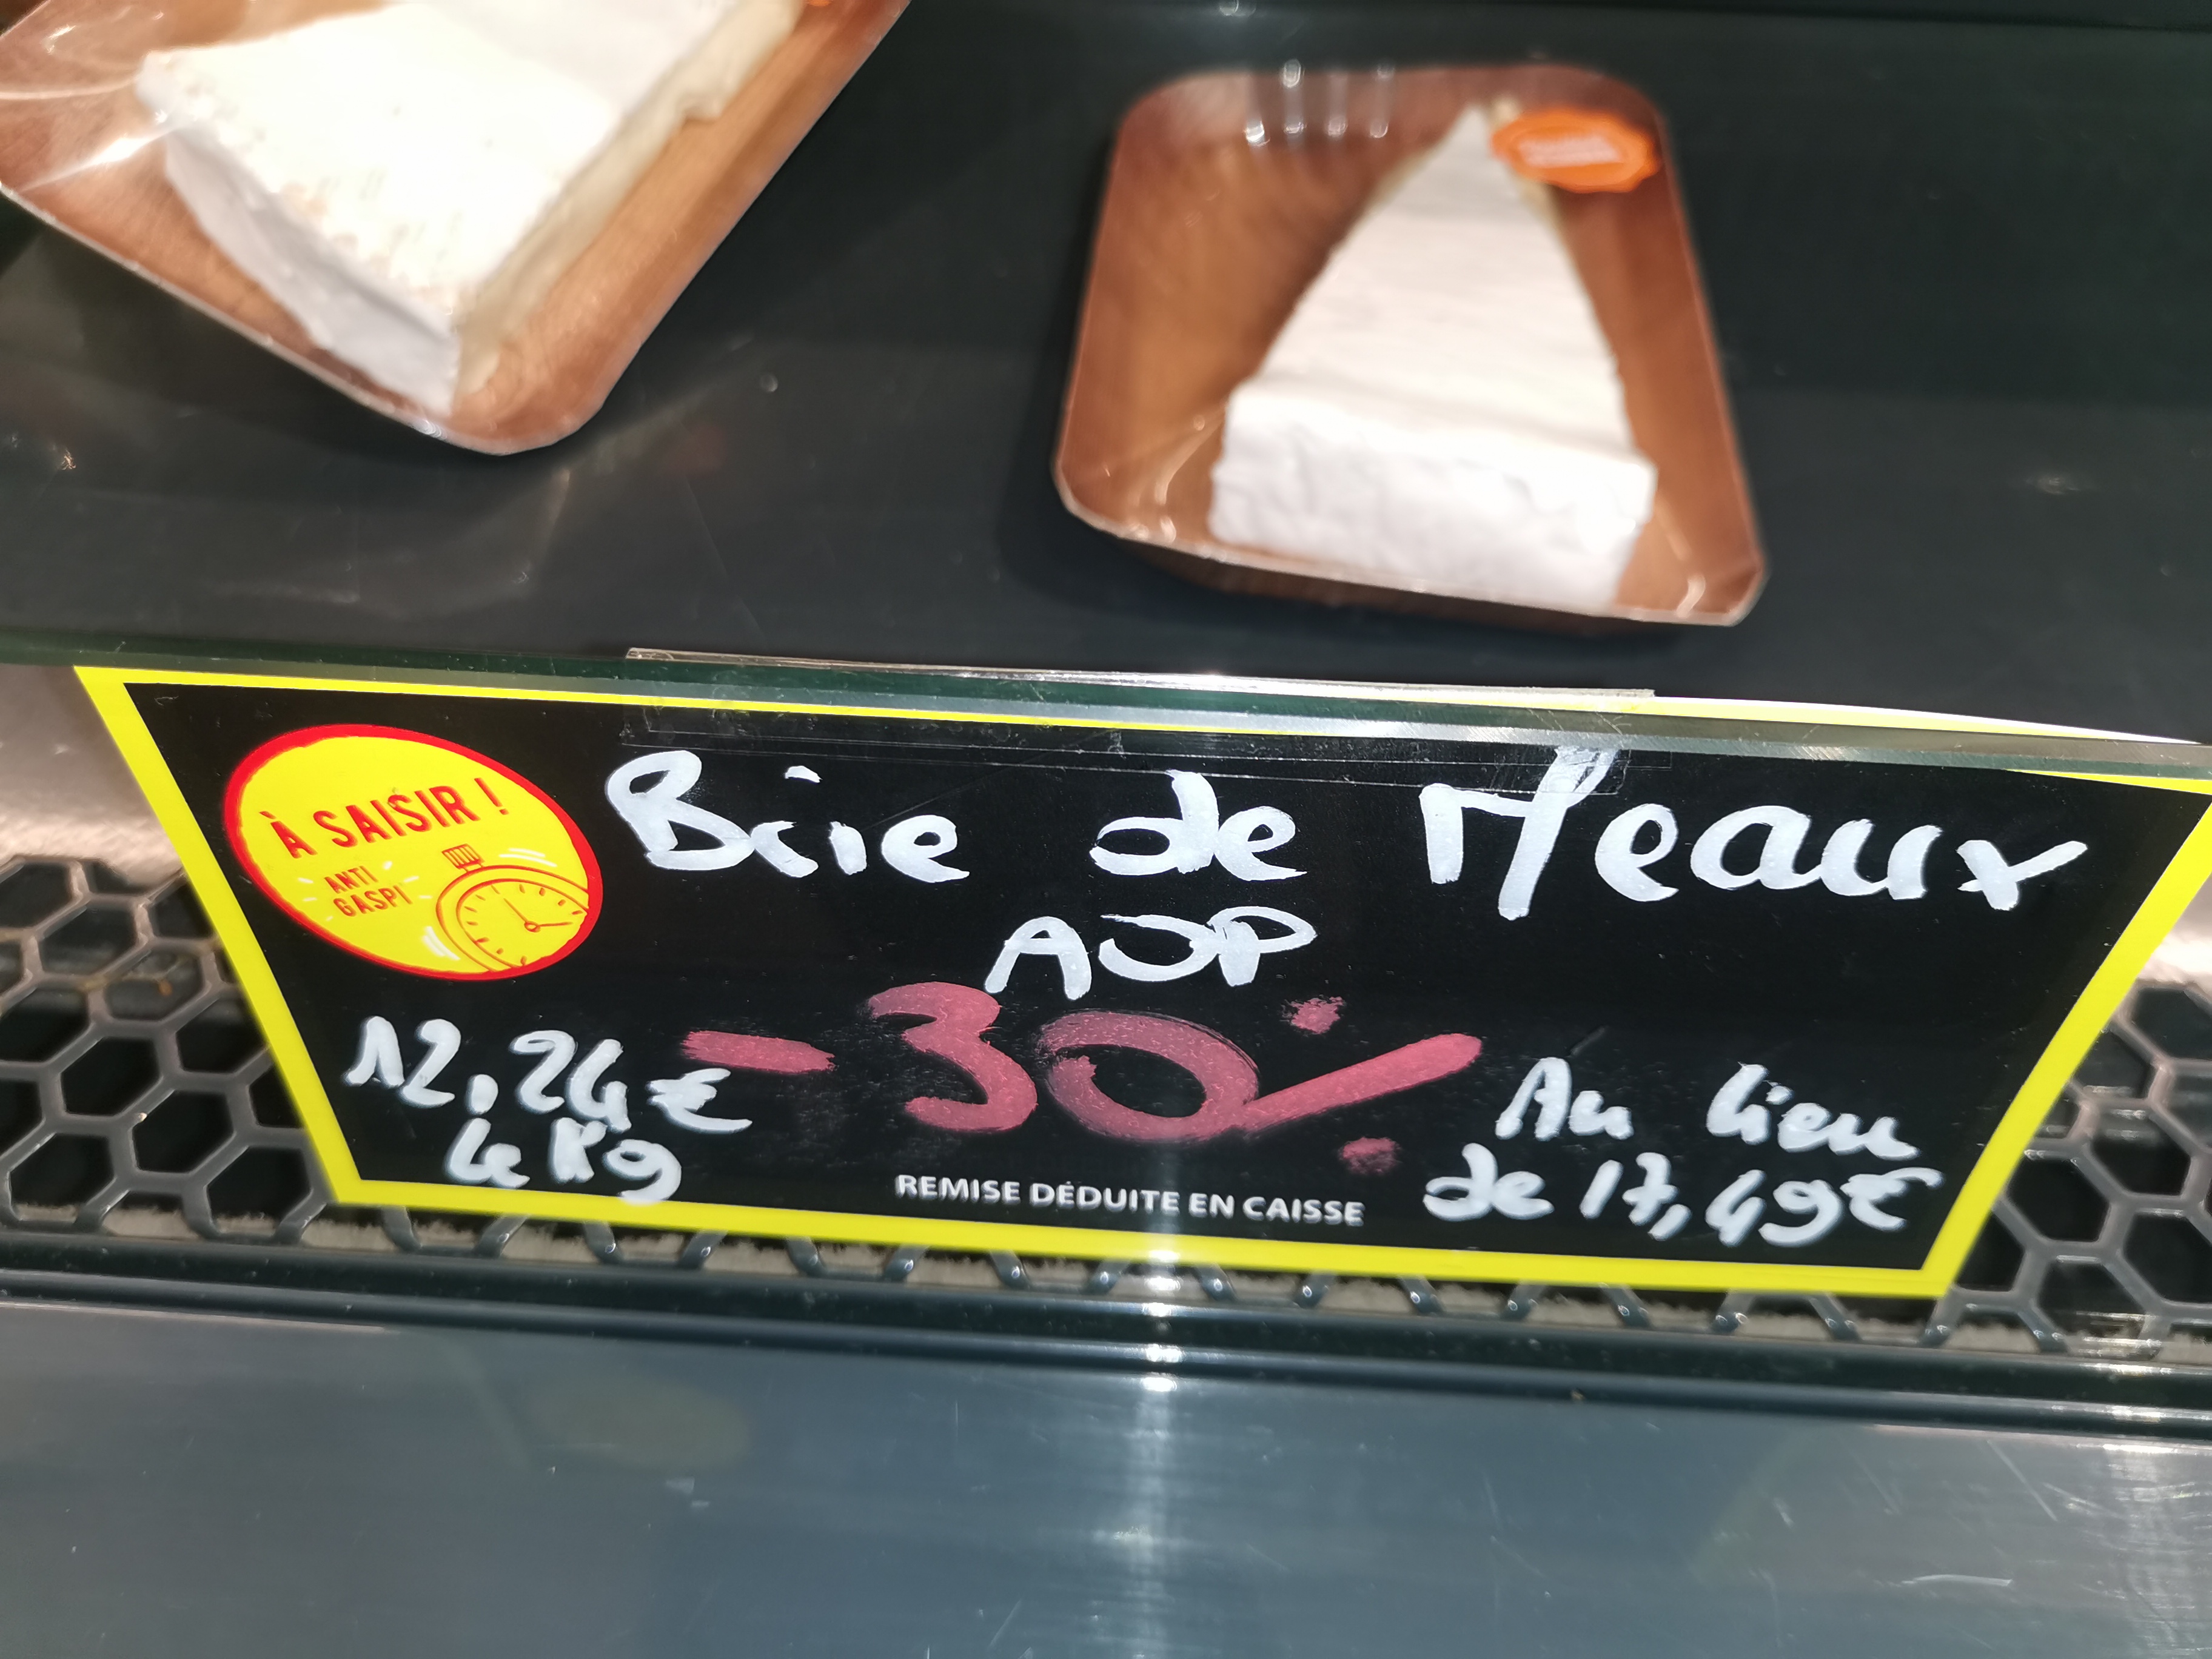 À SAISIR !
ANTI
GASPI
Brie de Meaux
AOP
-30%
12,24€
le Kg
Au lieu
de 17,49€
REMISE DÉDUITE EN CAISSE